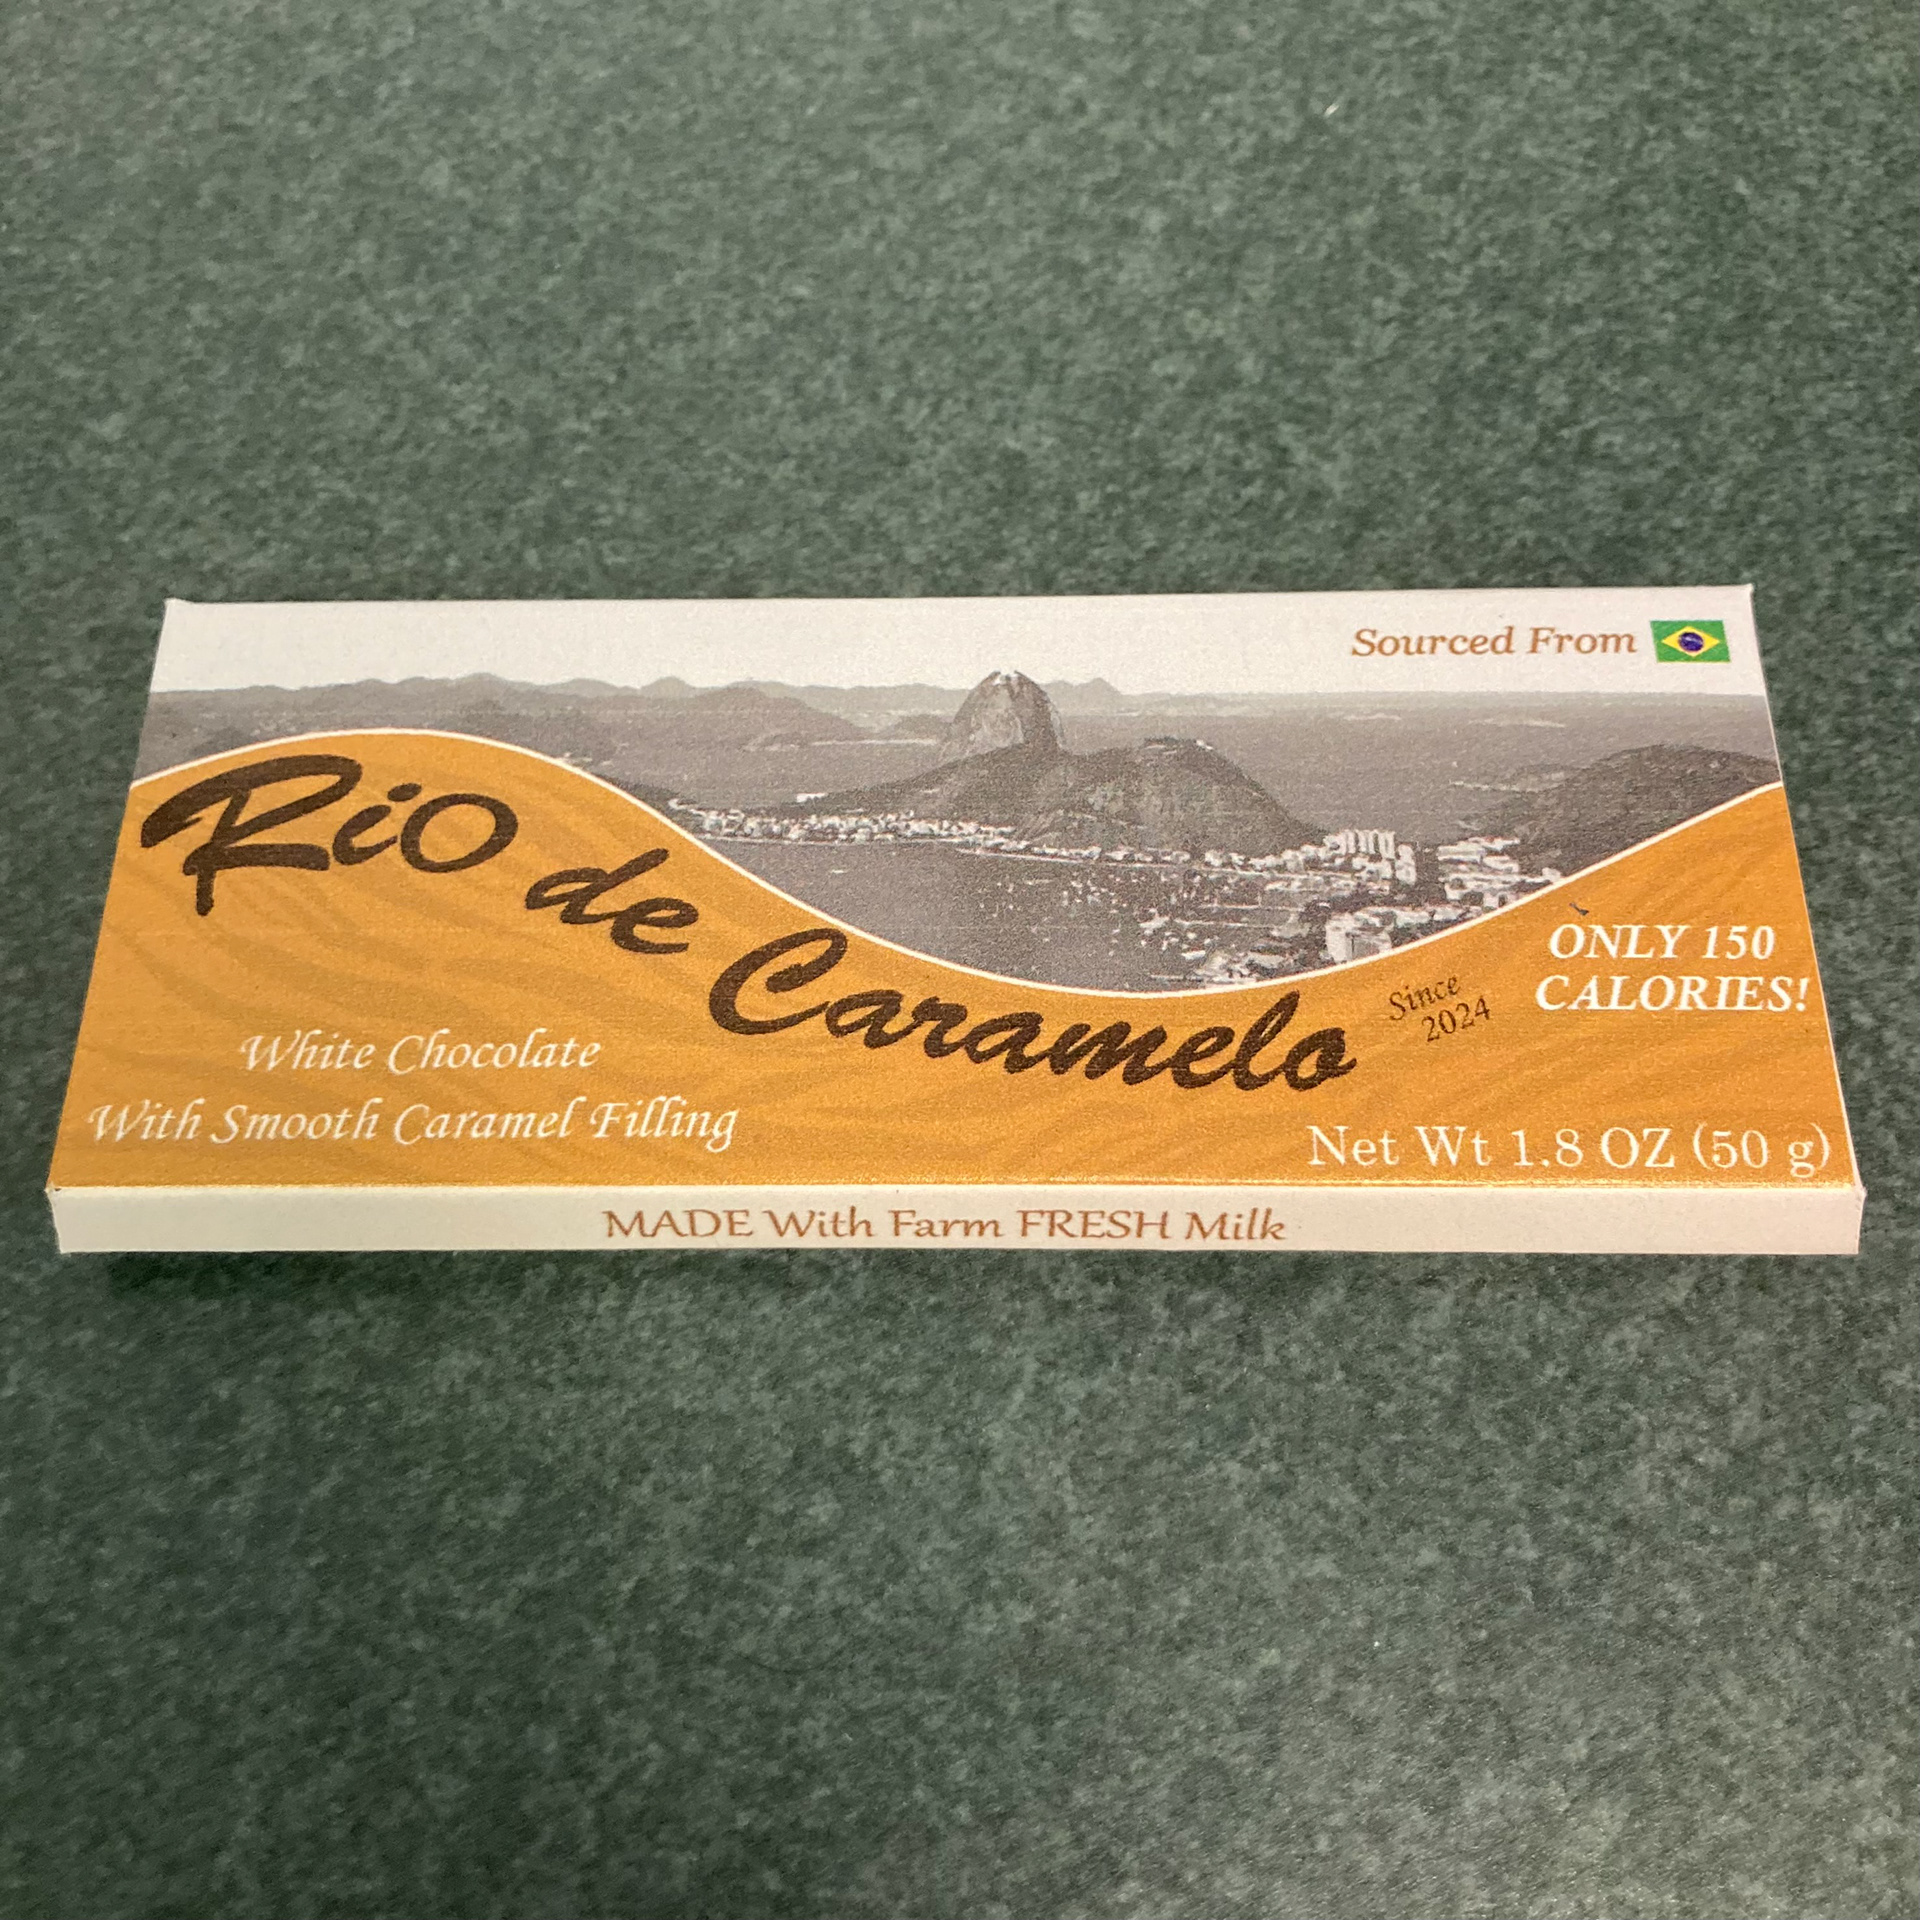 Sourced From
Rio de Caramelo
Since
2024
ONLY 150
CALORIES!
White Chocolate
With Smooth Caramel Filling
Net Wt 1.8 OZ (50 g)
MADE With Farm FRESH Milk